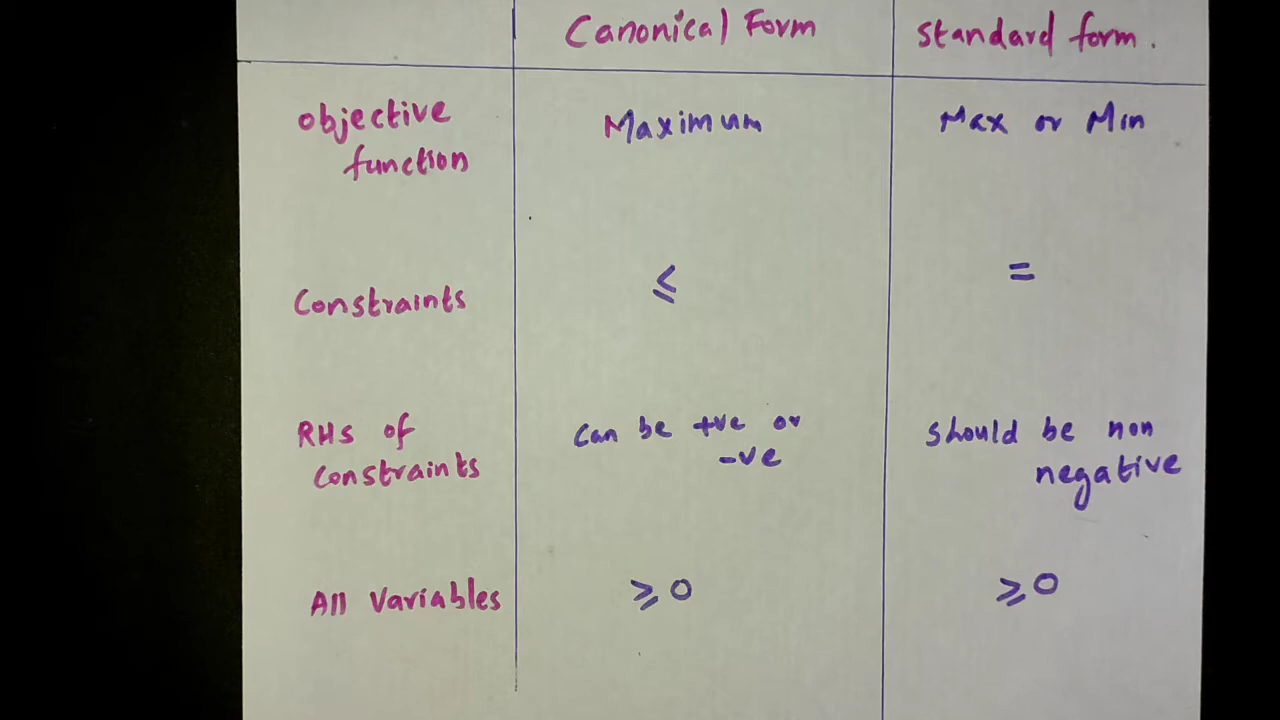 Canonical Form
Standard form.
Objective function
Maximum
Max or Min
Constraints
≤
=
RHS of constraints
can be +ve or -ve
should be non negative
All Variables
≥ 0
≥ 0